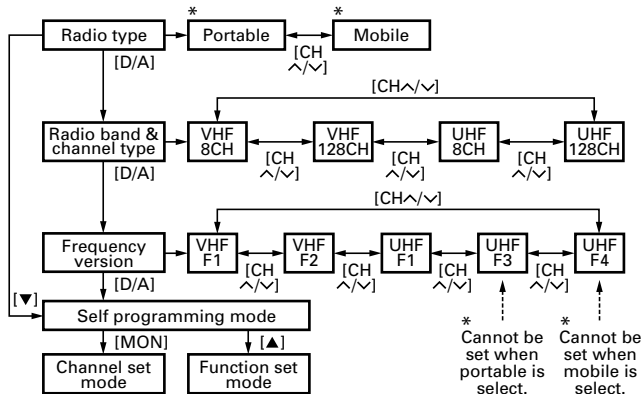 * *
Radio type Portable Mobile
[CH
∧/∨]
[D/A]
[CH∧/∨]
Radio band & channel type
VHF 8CH
VHF 128CH
UHF 8CH
UHF 128CH
[CH ∧/∨] [CH ∧/∨] [CH ∧/∨]
[D/A]
[CH∧/∨]
Frequency version
VHF F1
VHF F2
UHF F1
UHF F3
UHF F4
[CH ∧/∨] [CH ∧/∨] [CH ∧/∨] [CH ∧/∨]
[D/A]
[▼]
Self programming mode
[MON] [▲]
Channel set mode
Function set mode
*
Cannot be
set when
portable is
select.
*
Cannot be
set when
mobile is
select.